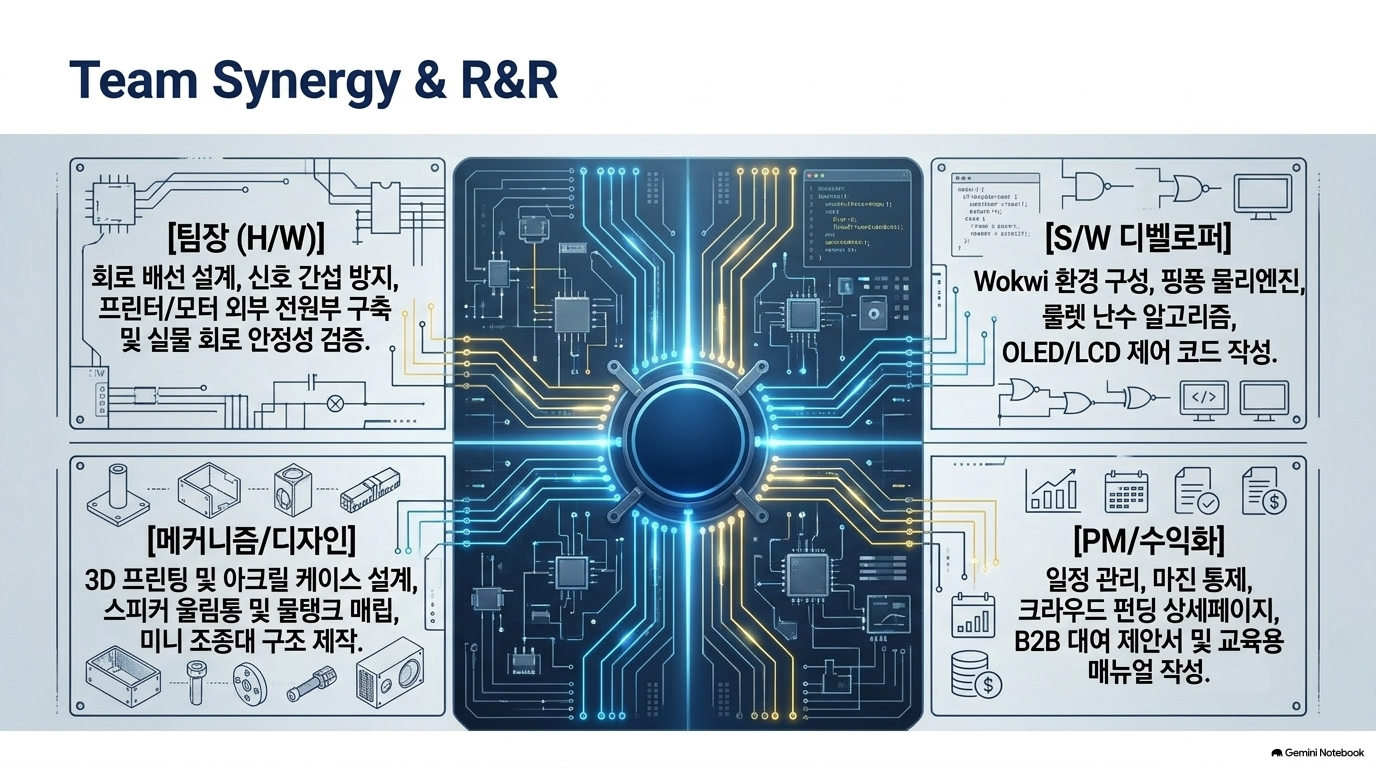 Team Synergy & R&R
[팀장 (H/W)]
회로 배선 설계, 신호 간섭 방지,
프린터/모터 외부 전원부 구축
및 실물 회로 안정성 검증.
[S/W 디벨로퍼]
Wokwi 환경 구성, 핑퐁 물리엔진,
룰렛 난수 알고리즘,
OLED/LCD 제어 코드 작성.
</>
[메커니즘/디자인]
3D 프린팅 및 아크릴 케이스 설계,
스피커 울림통 및 물탱크 매립,
미니 조종대 구조 제작.
[PM/수익화]
일정 관리, 마진 통제,
크라우드 펀딩 상세페이지,
B2B 대여 제안서 및 교육용
매뉴얼 작성.
Gemini Notebook